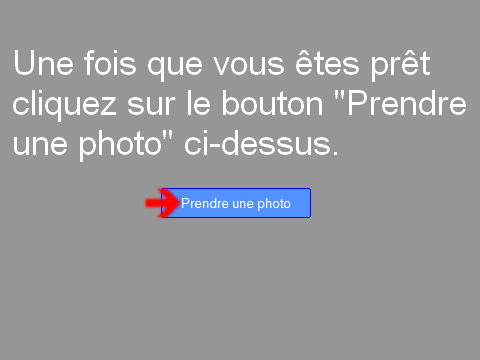 Une fois que vous êtes prêt
cliquez sur le bouton "Prendre
une photo" ci-dessus.
Prendre une photo